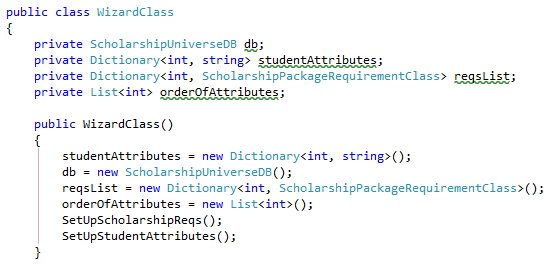 public class WizardClass
{
    private ScholarshipUniverseDB db;
    private Dictionary<int, string> studentAttributes;
    private Dictionary<int, ScholarshipPackageRequirementClass> reqsList;
    private List<int> orderOfAttributes;

    public WizardClass()
    {
        studentAttributes = new Dictionary<int, string>();
        db = new ScholarshipUniverseDB();
        reqsList = new Dictionary<int, ScholarshipPackageRequirementClass>();
        orderOfAttributes = new List<int>();
        SetUpScholarshipReqs();
        SetUpStudentAttributes();
    }